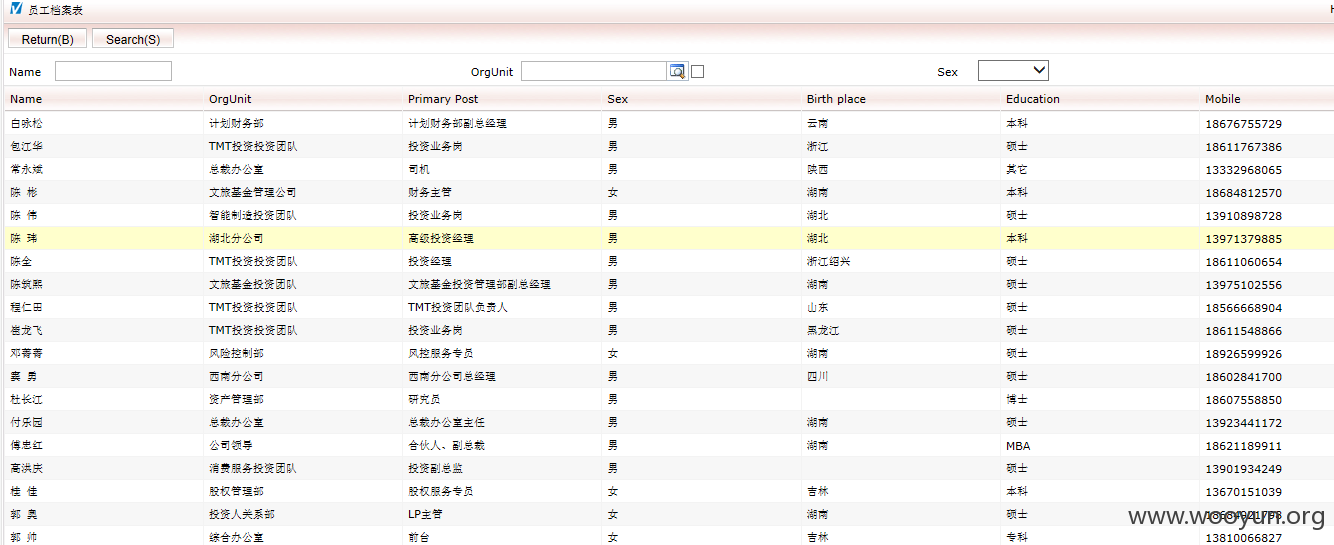 员工档案表
Return(B) Search(S)
Name OrgUnit Sex
Name OrgUnit Primary Post Sex Birth place Education Mobile
白咏松 计划财务部 计划财务部副总经理 男 云南 本科 18676755729
包江华 TMT投资投资团队 投资业务岗 男 浙江 硕士 18611767386
常永斌 总裁办公室 司机 男 陕西 其它 13332968065
陈 彬 文旅基金管理公司 财务主管 女 湖南 本科 18684812570
陈 伟 智能制造投资团队 投资业务岗 男 湖北 硕士 13910898728
陈 玮 湖北分公司 高级投资经理 男 湖北 本科 13971379885
陈全 TMT投资投资团队 投资经理 男 浙江绍兴 硕士 18611060654
陈筑熙 文旅基金投资团队 文旅基金投资管理部副总经理 男 湖南 硕士 13975102556
程仁田 TMT投资投资团队 TMT投资团队负责人 男 山东 硕士 18566668904
崔龙飞 TMT投资投资团队 投资业务岗 男 黑龙江 硕士 18611548866
邓菁菁 风险控制部 风控服务专员 女 湖南 硕士 18926599926
窦 勇 西南分公司 西南分公司总经理 男 四川 硕士 18602841700
杜长江 资产管理部 研究员 男 博士 18607558850
付乐园 总裁办公室 总裁办公室主任 男 湖南 硕士 13923441172
傅忠红 公司领导 合伙人、副总裁 男 湖南 MBA 18621189911
高洪庆 消费服务投资团队 投资副总监 男 硕士 13901934249
桂 佳 股权管理部 股权服务专员 女 吉林 本科 13670151039
郭 奥 投资人关系部 LP主管 女 湖南 硕士
www.wooyun.org
郭 帅 综合办公室 前台 女 吉林 专科 13810066827